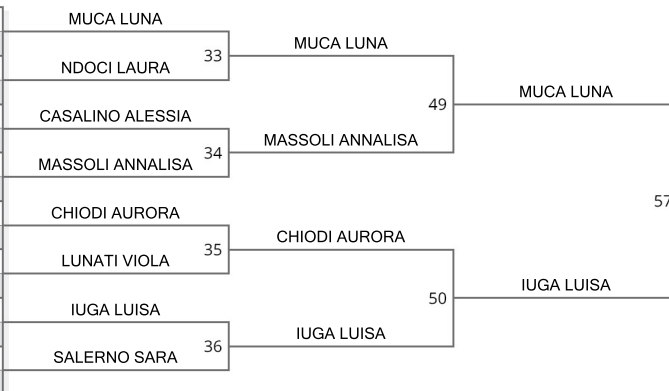 MUCA LUNA
33
NDOCI LAURA
CASALINO ALESSIA
34
MASSOLI ANNALISA
CHIODI AURORA
35
LUNATI VIOLA
IUGA LUISA
36
SALERNO SARA
MUCA LUNA
49
MASSOLI ANNALISA
CHIODI AURORA
50
IUGA LUISA
MUCA LUNA
57
IUGA LUISA